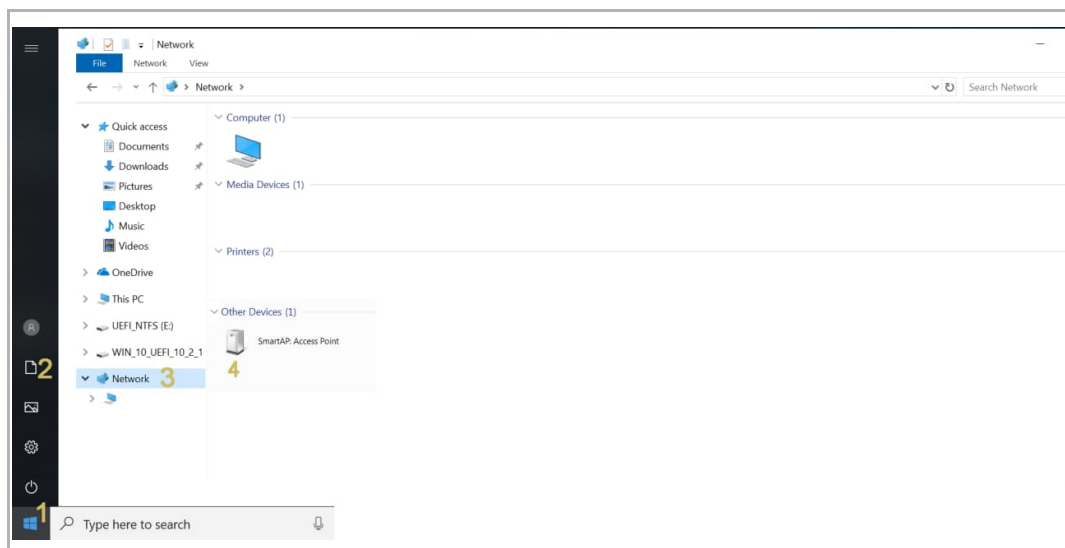 Network
File Network View
Network
Search Network
Quick access
Documents
Downloads
Pictures
Desktop
Music
Videos
OneDrive
This PC
UEFI_NTFS (E:)
WIN_10_UEFI_10_2_1
Network 3
Computer (1)
Media Devices (1)
Printers (2)
Other Devices (1)
SmartAP: Access Point
4
2
1
Type here to search